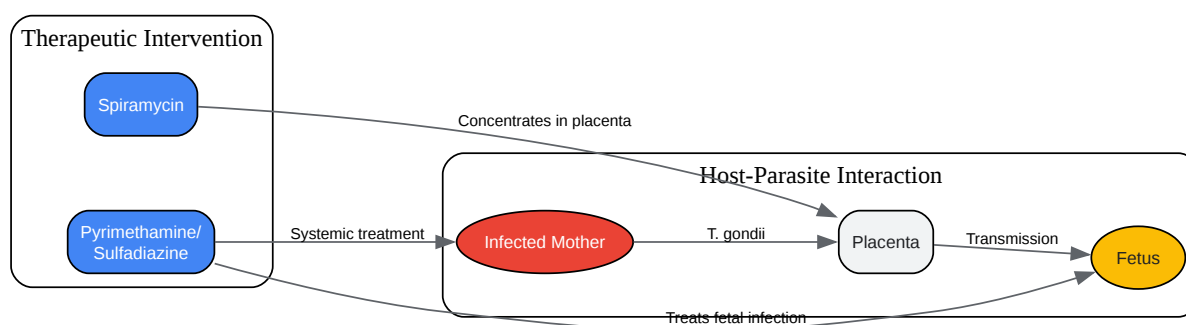 Therapeutic Intervention
Spiramycin
Concentrates in placenta
Host-Parasite Interaction
Pyrimethamine/
Sulfadiazine
Systemic treatment
Infected Mother
T. gondii
Placenta
Transmission
Fetus
Treats fetal infection